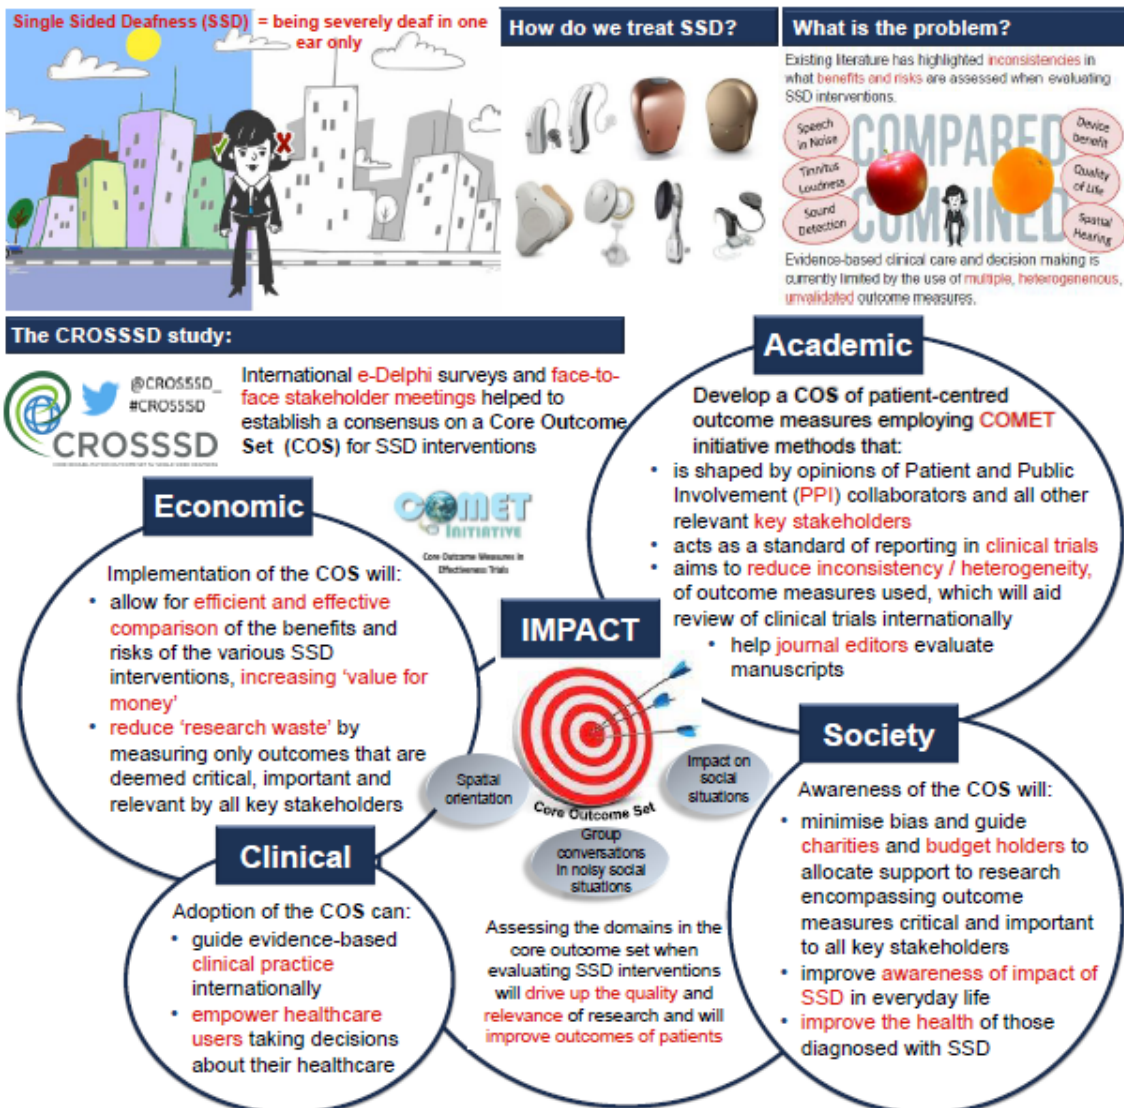 Single Sided Deafness (SSD) = being severely deaf in one
ear only
How do we treat SSD?
What is the problem?
Existing literature has highlighted inconsistencies in
what benefits and risks are assessed when evaluating
SSD interventions.
COMPARED
COMBINED
Speech
in Noise
Tinnitus
Loudness
Sound
Detection
Device
benefit
Quality
of Life
Spatial
Hearing
Evidence-based clinical care and decision making is
currently limited by the use of multiple, heterogenenous,
unvalidated outcome measures.
The CROSSSD study:
@CROSSSD_
#CROSSSD
CROSSSD
International e-Delphi surveys and face-to-
face stakeholder meetings helped to
establish a consensus on a Core Outcome
Set (COS) for SSD interventions
Academic
Develop a COS of patient-centred
outcome measures employing COMET
initiative methods that:
• is shaped by opinions of Patient and Public
Involvement (PPI) collaborators and all other
relevant key stakeholders
• acts as a standard of reporting in clinical trials
• aims to reduce inconsistency / heterogeneity,
of outcome measures used, which will aid
review of clinical trials internationally
• help journal editors evaluate
manuscripts
COMET
INITIATIVE
Core Outcome Measures in
Effectiveness Trials
Economic
Implementation of the COS will:
• allow for efficient and effective
comparison of the benefits and
risks of the various SSD
interventions, increasing ‘value for
money’
• reduce ‘research waste’ by
measuring only outcomes that are
deemed critical, important and
relevant by all key stakeholders
IMPACT
Spatial
orientation
Impact on
social
situations
Core Outcome Set
Group
conversations
in noisy social
situations
Assessing the domains in the
core outcome set when
evaluating SSD interventions
will drive up the quality and
relevance of research and will
improve outcomes of patients
Society
Awareness of the COS will:
• minimise bias and guide
charities and budget holders to
allocate support to research
encompassing outcome
measures critical and important
to all key stakeholders
• improve awareness of impact of
SSD in everyday life
• improve the health of those
diagnosed with SSD
Clinical
Adoption of the COS can:
• guide evidence-based
clinical practice
internationally
• empower healthcare
users taking decisions
about their healthcare